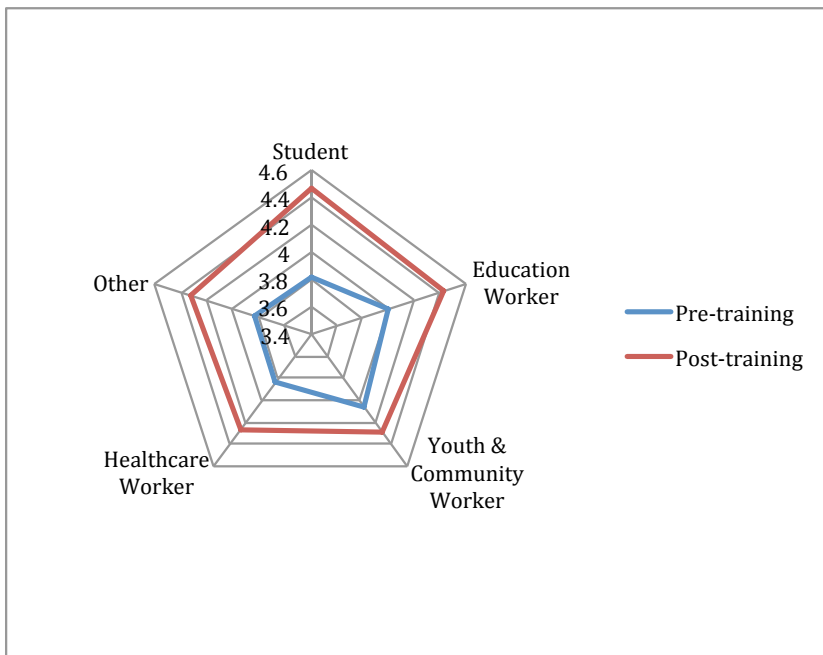 Student
4.6
4.4
4.2
4
3.8
3.6
3.4
Education
Worker
Youth &
Community
Worker
Healthcare
Worker
Other
Pre-training
Post-training